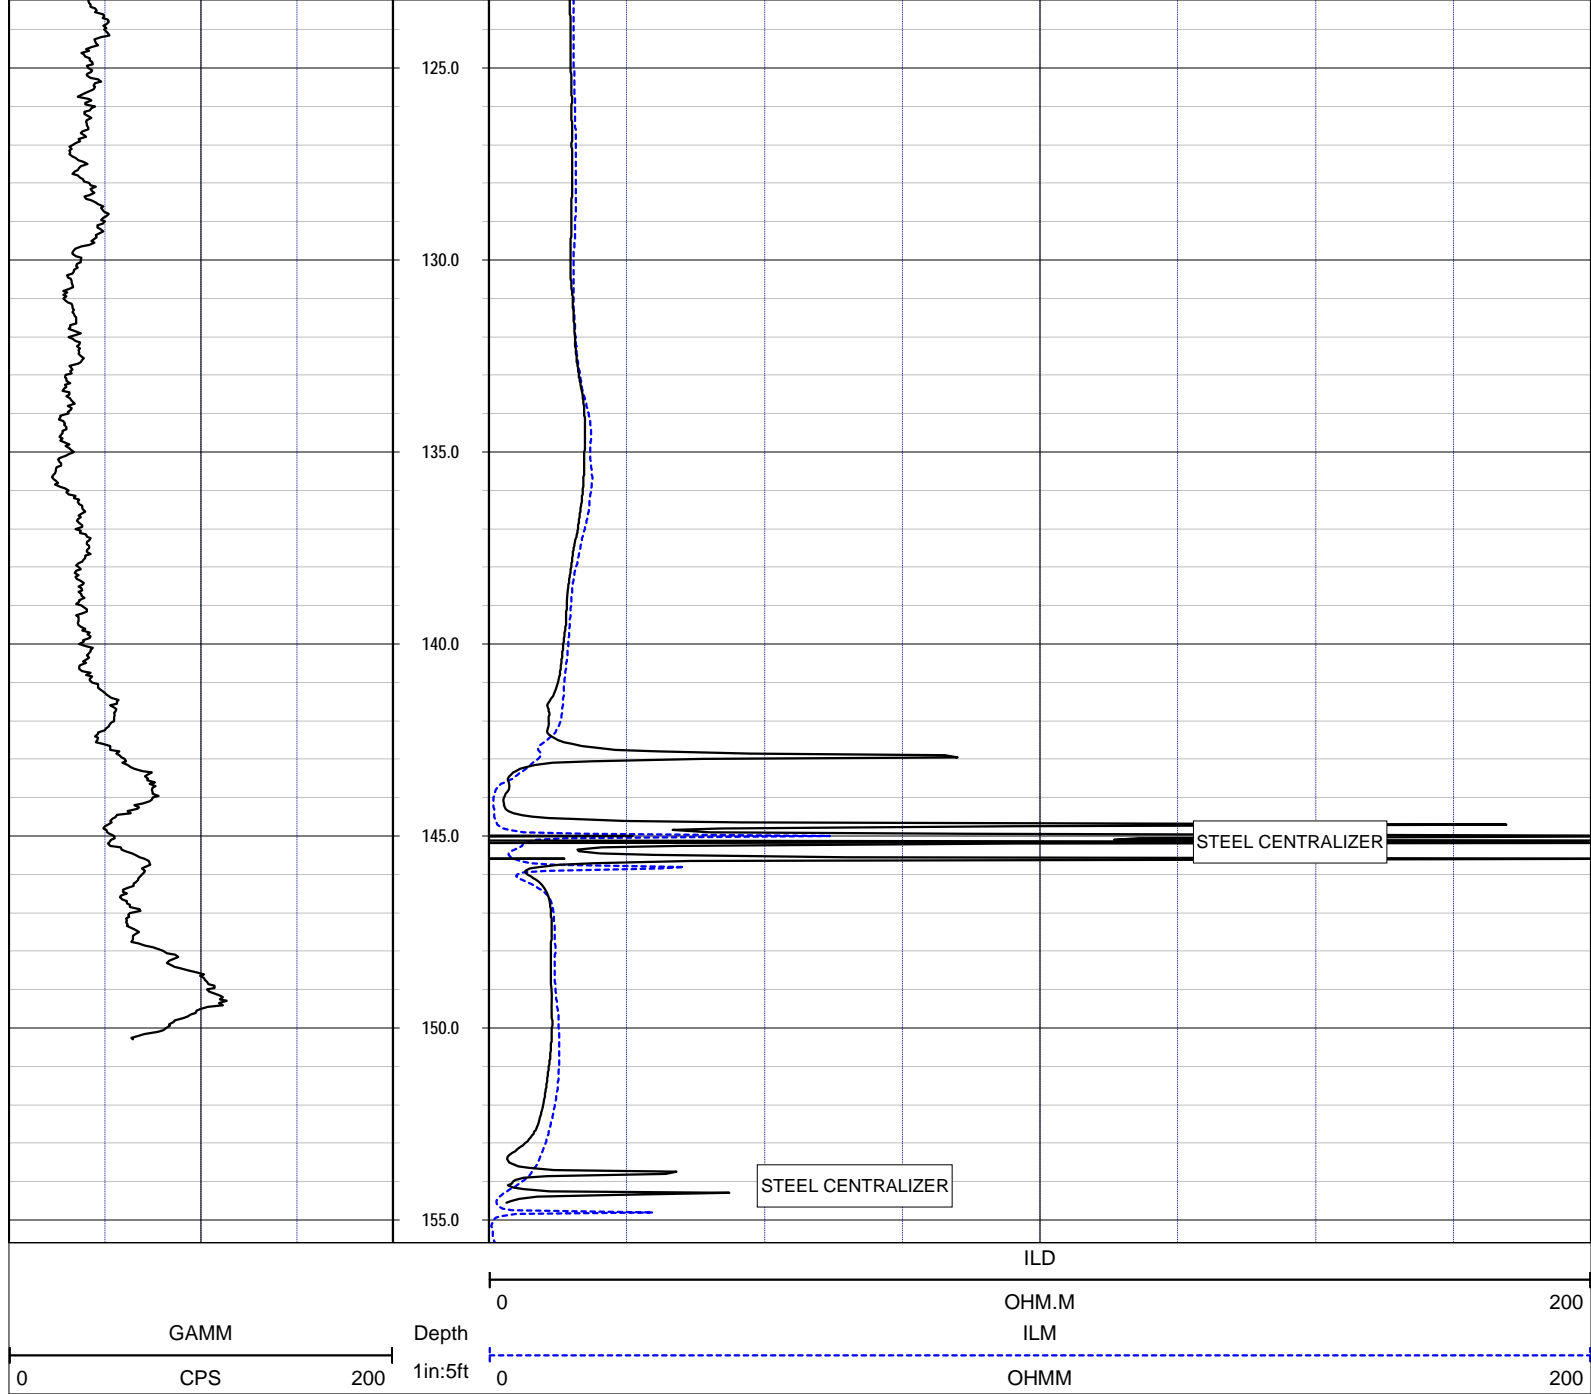 125.0
130.0
135.0
140.0
145.0
STEEL CENTRALIZER
150.0
STEEL CENTRALIZER
155.0
ILD
0 OHM.M 200
GAMM Depth ILM
0 CPS 200 1in:5ft 0 OHMM 200